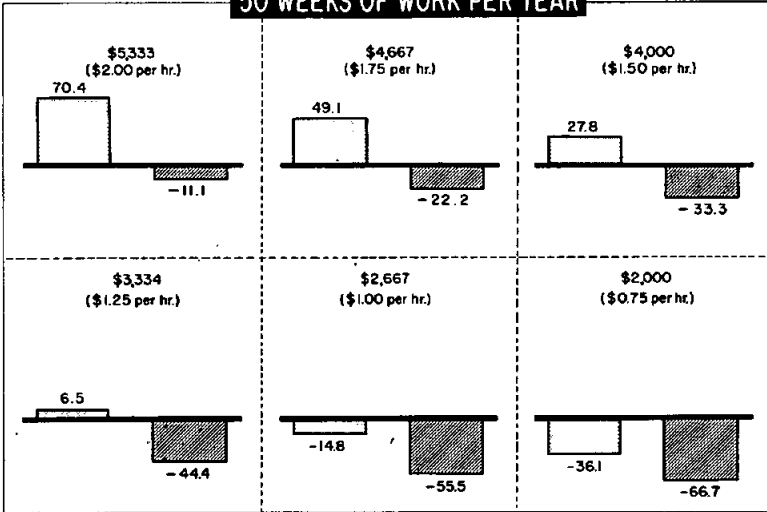 50 WEEKS OF WORK PER YEAR
$5,333
($2.00 per hr.)
70.4
-11.1
$4,667
($1.75 per hr.)
49.1
-22.2
$4,000
($1.50 per hr.)
27.8
-33.3
$3,334
($1.25 per hr.)
6.5
-44.4
$2,667
($1.00 per hr.)
-14.8
-55.5
$2,000
($0.75 per hr.)
-36.1
-66.7